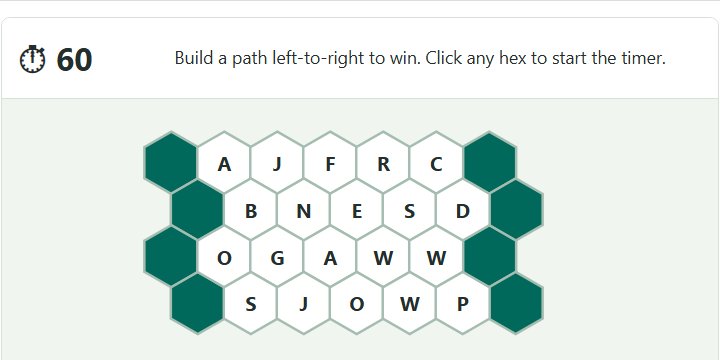 60 Build a path left-to-right to win. Click any hex to start the timer.
A J F R C
B N E S D
O G A W W
S J O W P